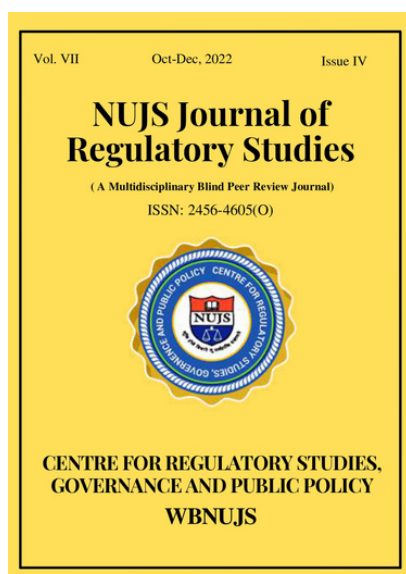 Vol. VII Oct-Dec, 2022 Issue IV
NUJS Journal of
Regulatory Studies
( A Multidisciplinary Blind Peer Review Journal)
ISSN: 2456-4605(O)
CENTRE FOR REGULATORY STUDIES, GOVERNENCE AND PUBLIC POLICY
NUJS
CENTRE FOR REGULATORY STUDIES,
GOVERNANCE AND PUBLIC POLICY
WBNUJS